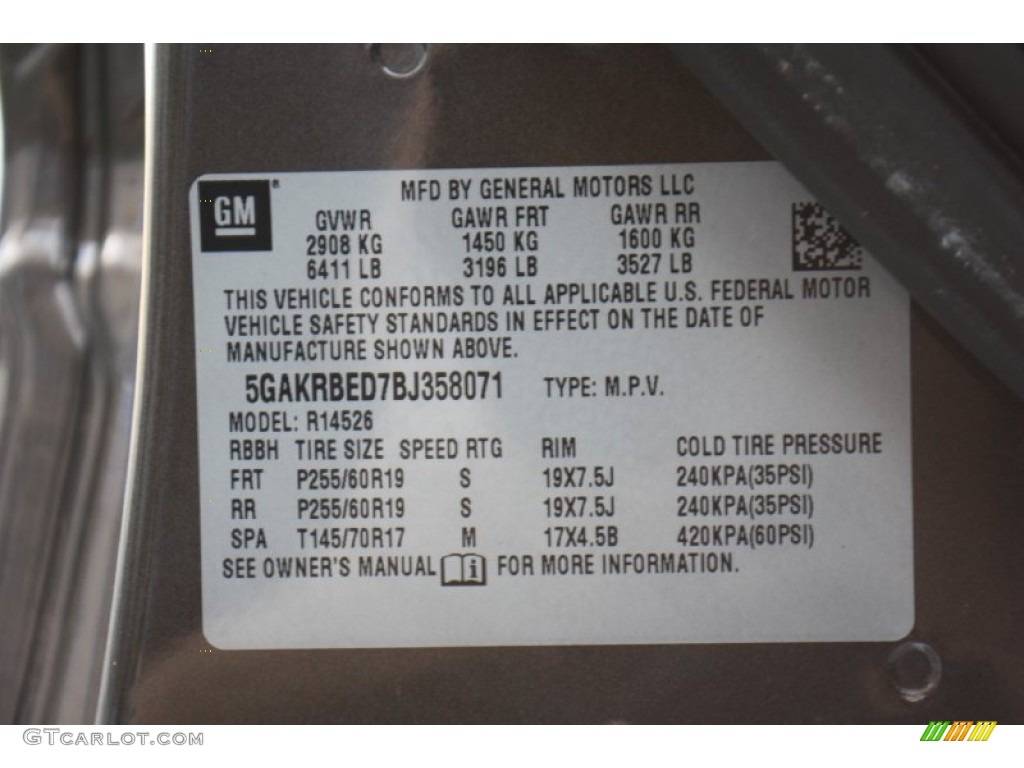 GM
MFD BY GENERAL MOTORS LLC
GVWR GAWR FRT GAWR RR
2908 KG 1450 KG 1600 KG
6411 LB 3196 LB 3527 LB
THIS VEHICLE CONFORMS TO ALL APPLICABLE U.S. FEDERAL MOTOR
VEHICLE SAFETY STANDARDS IN EFFECT ON THE DATE OF
MANUFACTURE SHOWN ABOVE.
5GAKRBED7BJ358071 TYPE: M.P.V.
MODEL: R14526
RBBH TIRE SIZE SPEED RTG RIM COLD TIRE PRESSURE
FRT P255/60R19 S 19X7.5J 240KPA(35PSI)
RR P255/60R19 S 19X7.5J 240KPA(35PSI)
SPA T145/70R17 M 17X4.5B 420KPA(60PSI)
SEE OWNER'S MANUAL i FOR MORE INFORMATION.
GTCarlot.com